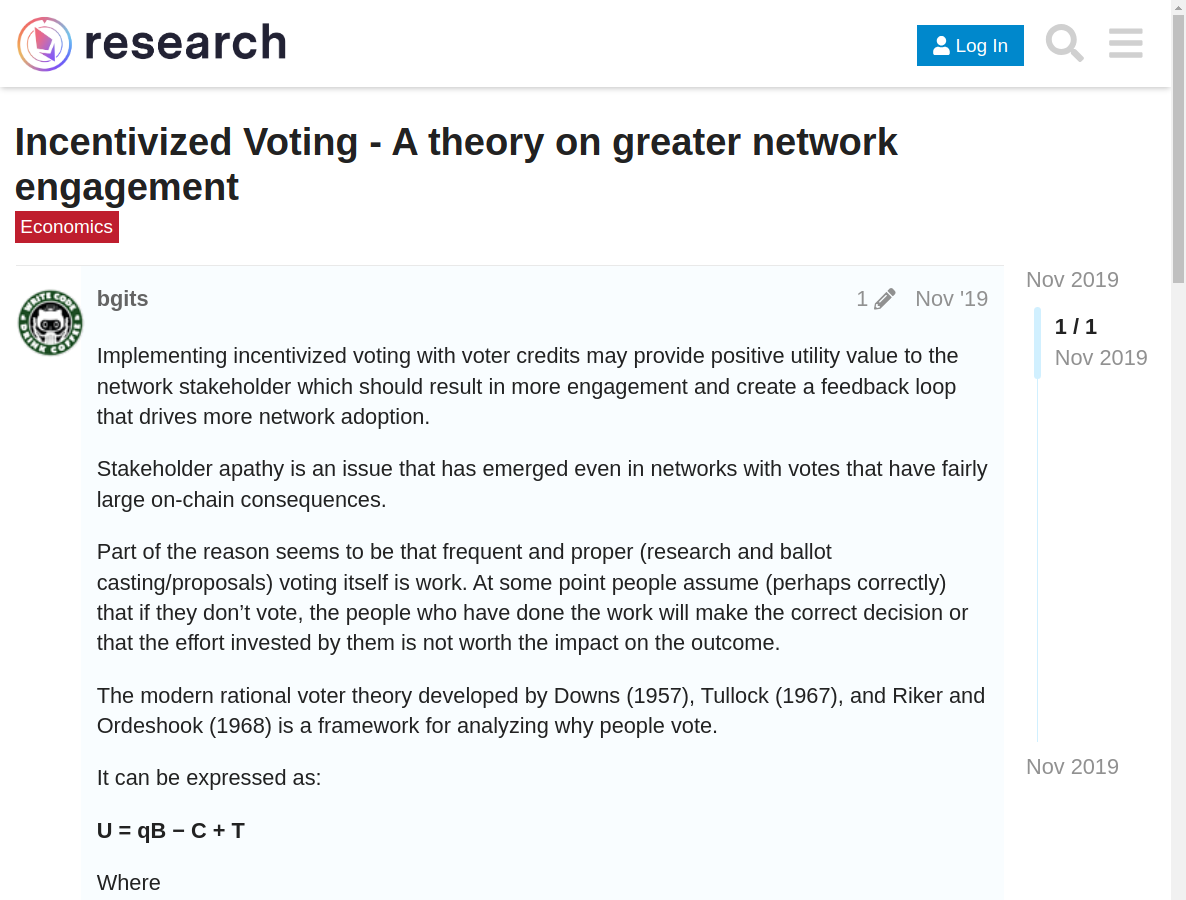 research
Log In
Incentivized Voting - A theory on greater network
engagement
Economics
WRITE CODE
DRINK COFFEE
bgits
1
Nov '19
Implementing incentivized voting with voter credits may provide positive utility value to the
network stakeholder which should result in more engagement and create a feedback loop
that drives more network adoption.
Stakeholder apathy is an issue that has emerged even in networks with votes that have fairly
large on-chain consequences.
Part of the reason seems to be that frequent and proper (research and ballot
casting/proposals) voting itself is work. At some point people assume (perhaps correctly)
that if they don’t vote, the people who have done the work will make the correct decision or
that the effort invested by them is not worth the impact on the outcome.
The modern rational voter theory developed by Downs (1957), Tullock (1967), and Riker and
Ordeshook (1968) is a framework for analyzing why people vote.
It can be expressed as:
U = qB − C + T
Where
Nov 2019
1 / 1
Nov 2019
Nov 2019